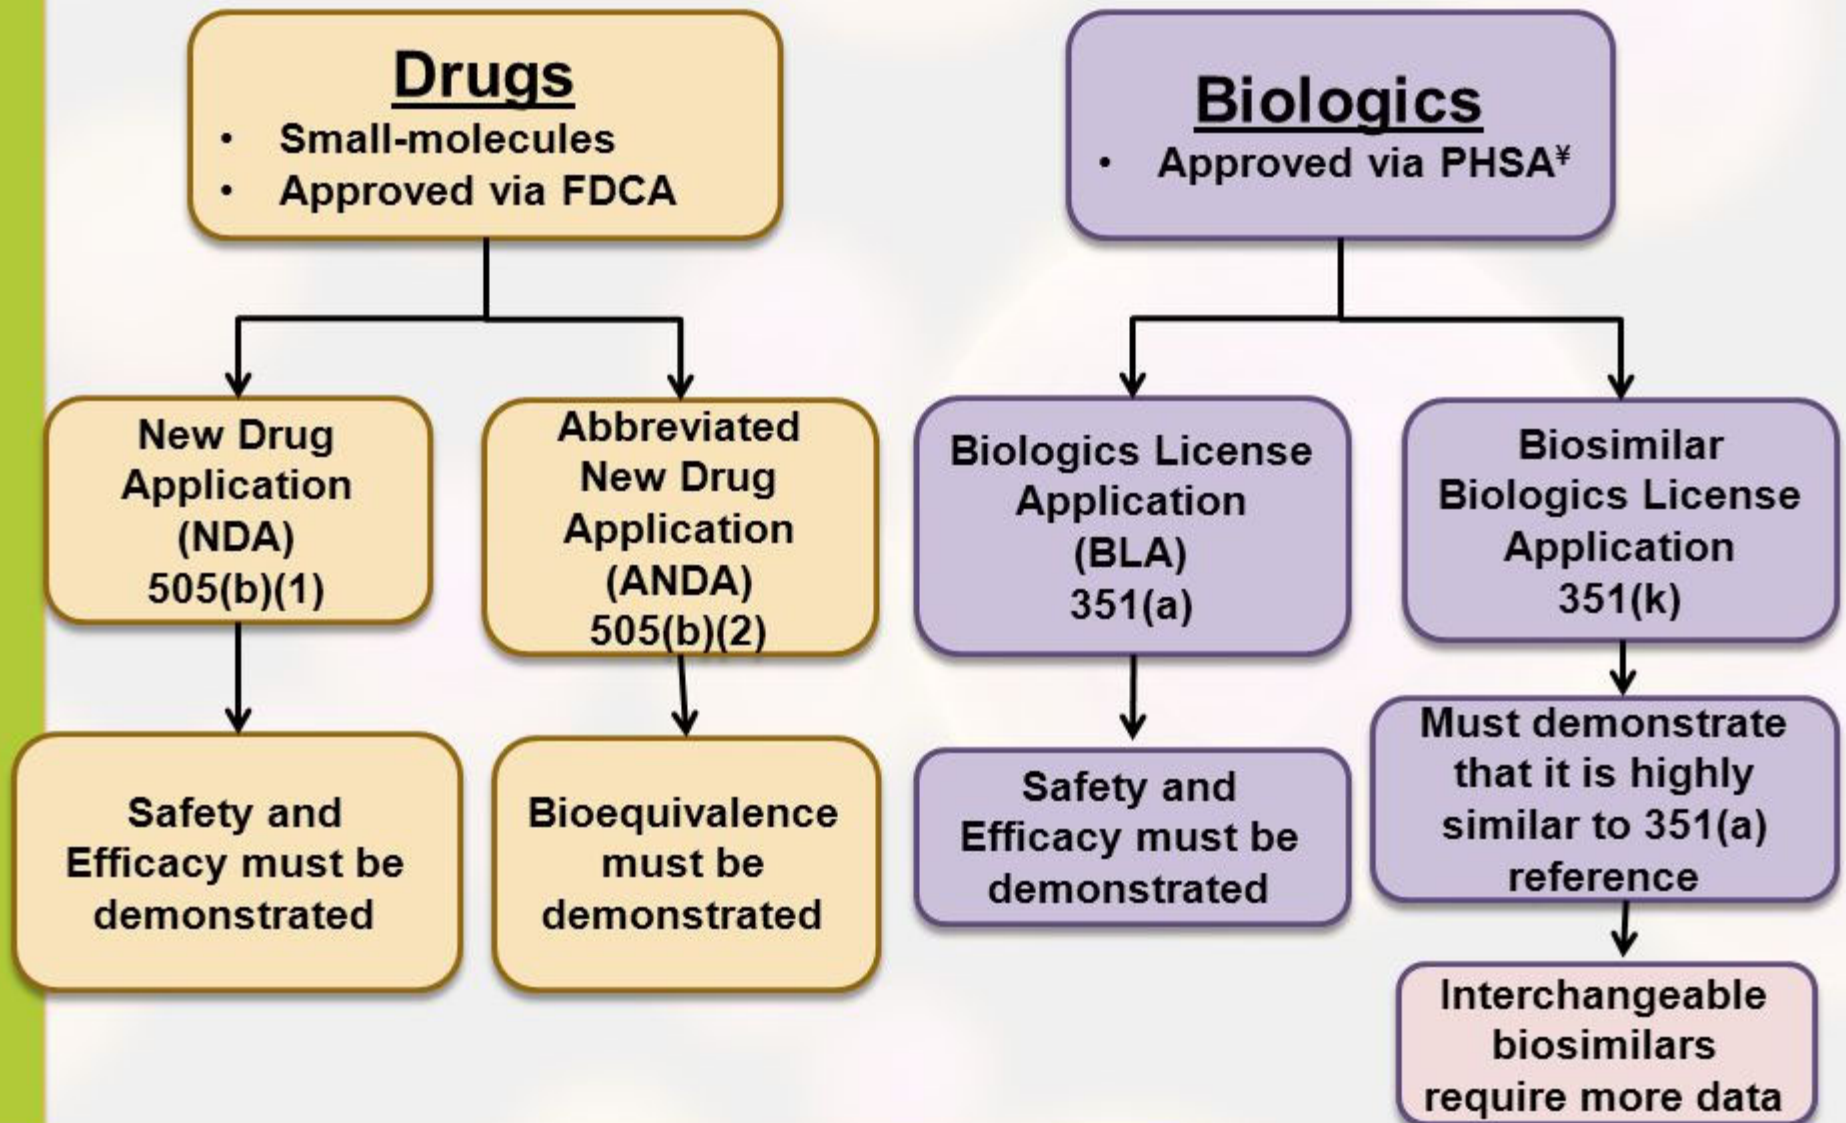 Drugs
• Small-molecules
• Approved via FDCA
Biologics
• Approved via PHSA¥
New Drug
Application
(NDA)
505(b)(1)
Abbreviated
New Drug
Application
(ANDA)
505(b)(2)
Biologics License
Application
(BLA)
351(a)
Biosimilar
Biologics License
Application
351(k)
Safety and
Efficacy must be
demonstrated
Bioequivalence
must be
demonstrated
Safety and
Efficacy must be
demonstrated
Must demonstrate
that it is highly
similar to 351(a)
reference
Interchangeable
biosimilars
require more data